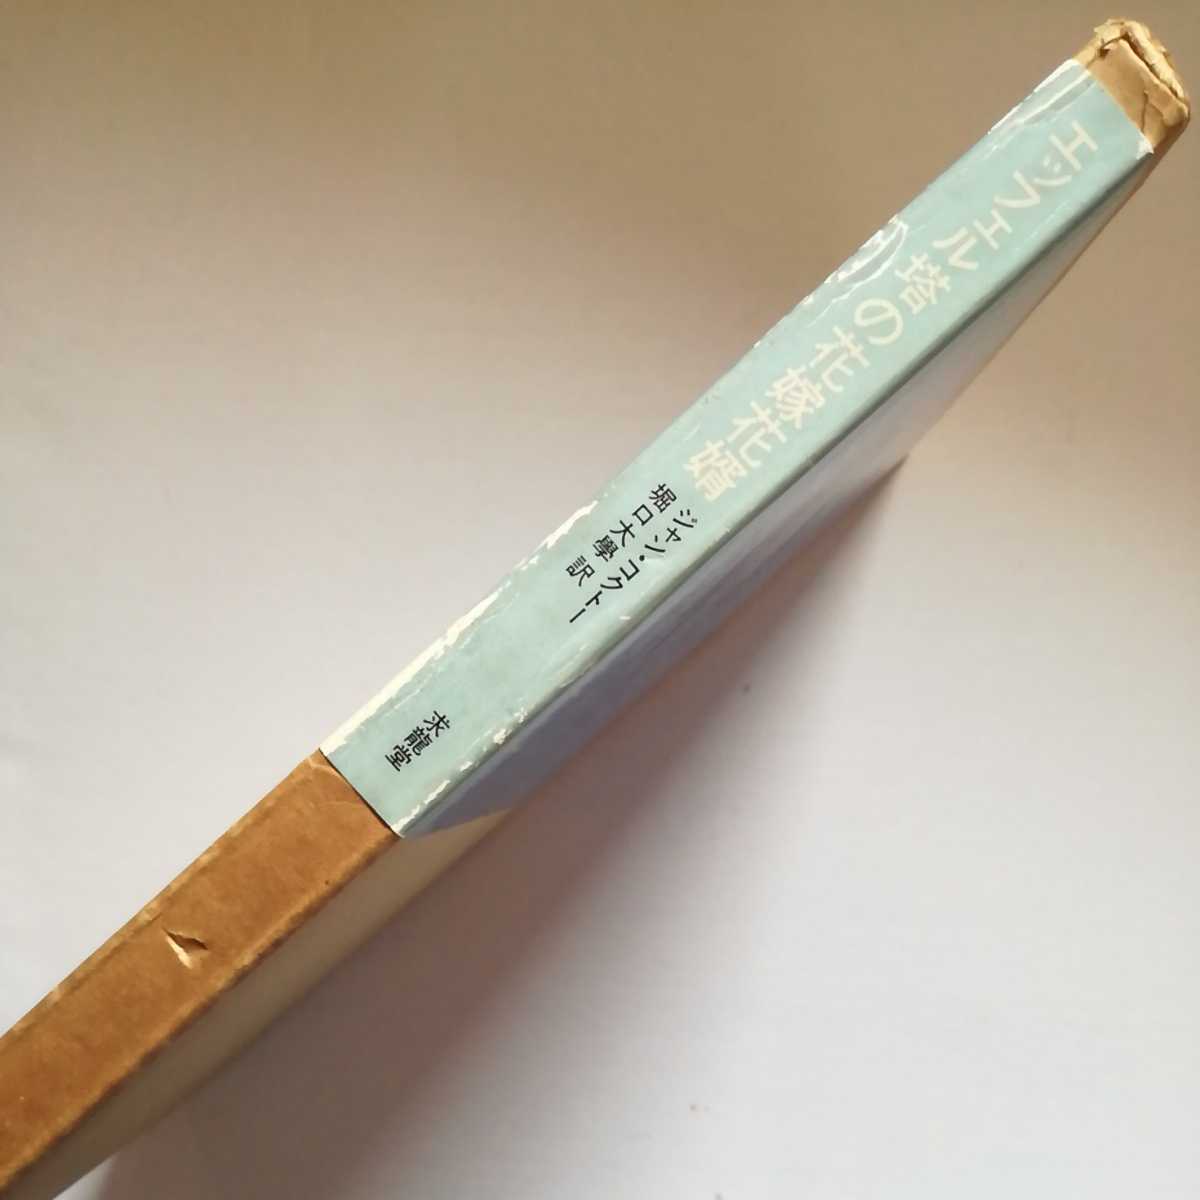 エッフェル塔の花嫁花婿
ジャン・コクトー
堀口大學訳
求龍堂